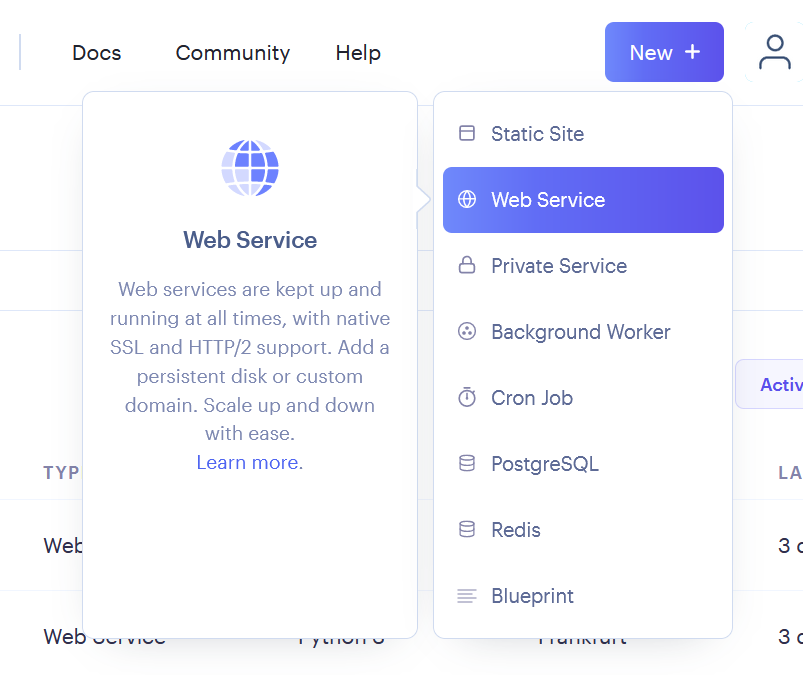 Docs Community Help New +
Static Site
Web Service
Web Service
Web services are kept up and
running at all times, with native
SSL and HTTP/2 support. Add a
persistent disk or custom
domain. Scale up and down
with ease.
Learn more.
Private Service
Background Worker
Cron Job
PostgreSQL
Redis
Blueprint
Activ
TYP
LA
Web
3 d
Web Service Python 3 Frankfurt 3 d